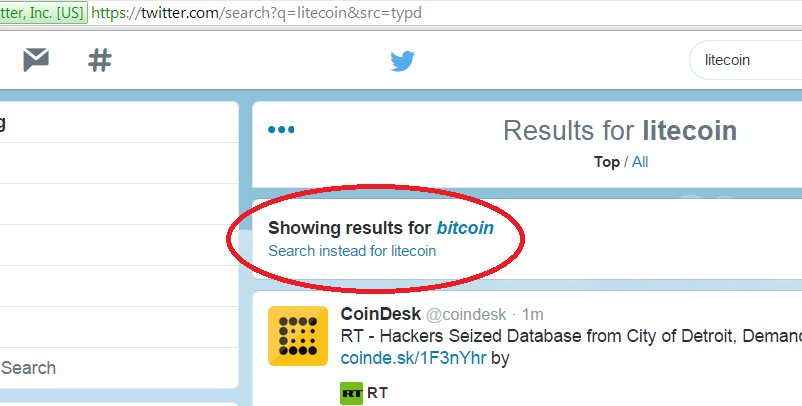 tter, Inc. [US] https://twitter.com/search?q=litecoin&src=typd
# litecoin
g
Results for litecoin
Top / All
Showing results for bitcoin
Search instead for litecoin
CoinDesk @coindesk · 1m
RT - Hackers Seized Database from City of Detroit, Deman
coinde.sk/1F3nYhr by
RT RT
Search